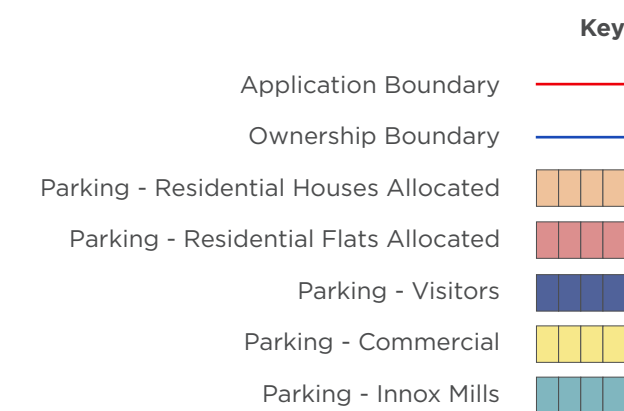 Key
Application Boundary
Ownership Boundary
Parking - Residential Houses Allocated
Parking - Residential Flats Allocated
Parking - Visitors
Parking - Commercial
Parking - Innox Mills